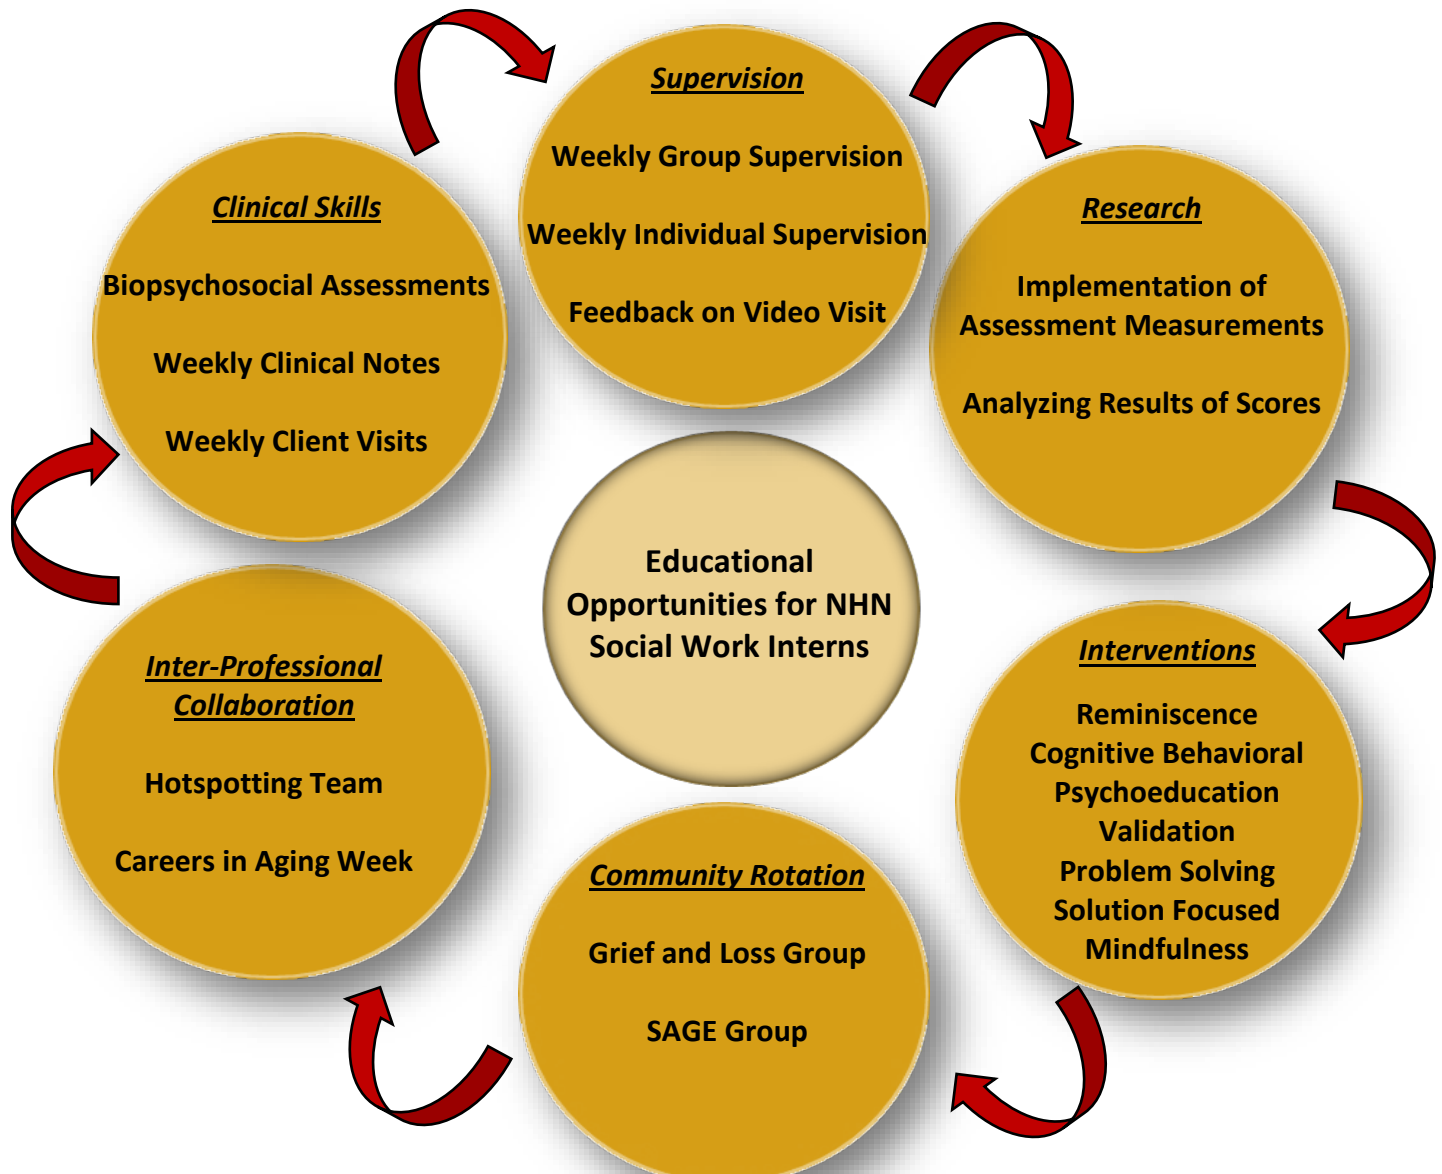 Supervision
Weekly Group Supervision
Weekly Individual Supervision
Feedback on Video Visit
Clinical Skills
Biopsychosocial Assessments
Weekly Clinical Notes
Weekly Client Visits
Research
Implementation of
Assessment Measurements
Analyzing Results of Scores
Educational
Opportunities for NHN
Social Work Interns
Inter-Professional
Collaboration
Hotspotting Team
Careers in Aging Week
Interventions
Reminiscence
Cognitive Behavioral
Psychoeducation
Validation
Problem Solving
Solution Focused
Mindfulness
Community Rotation
Grief and Loss Group
SAGE Group